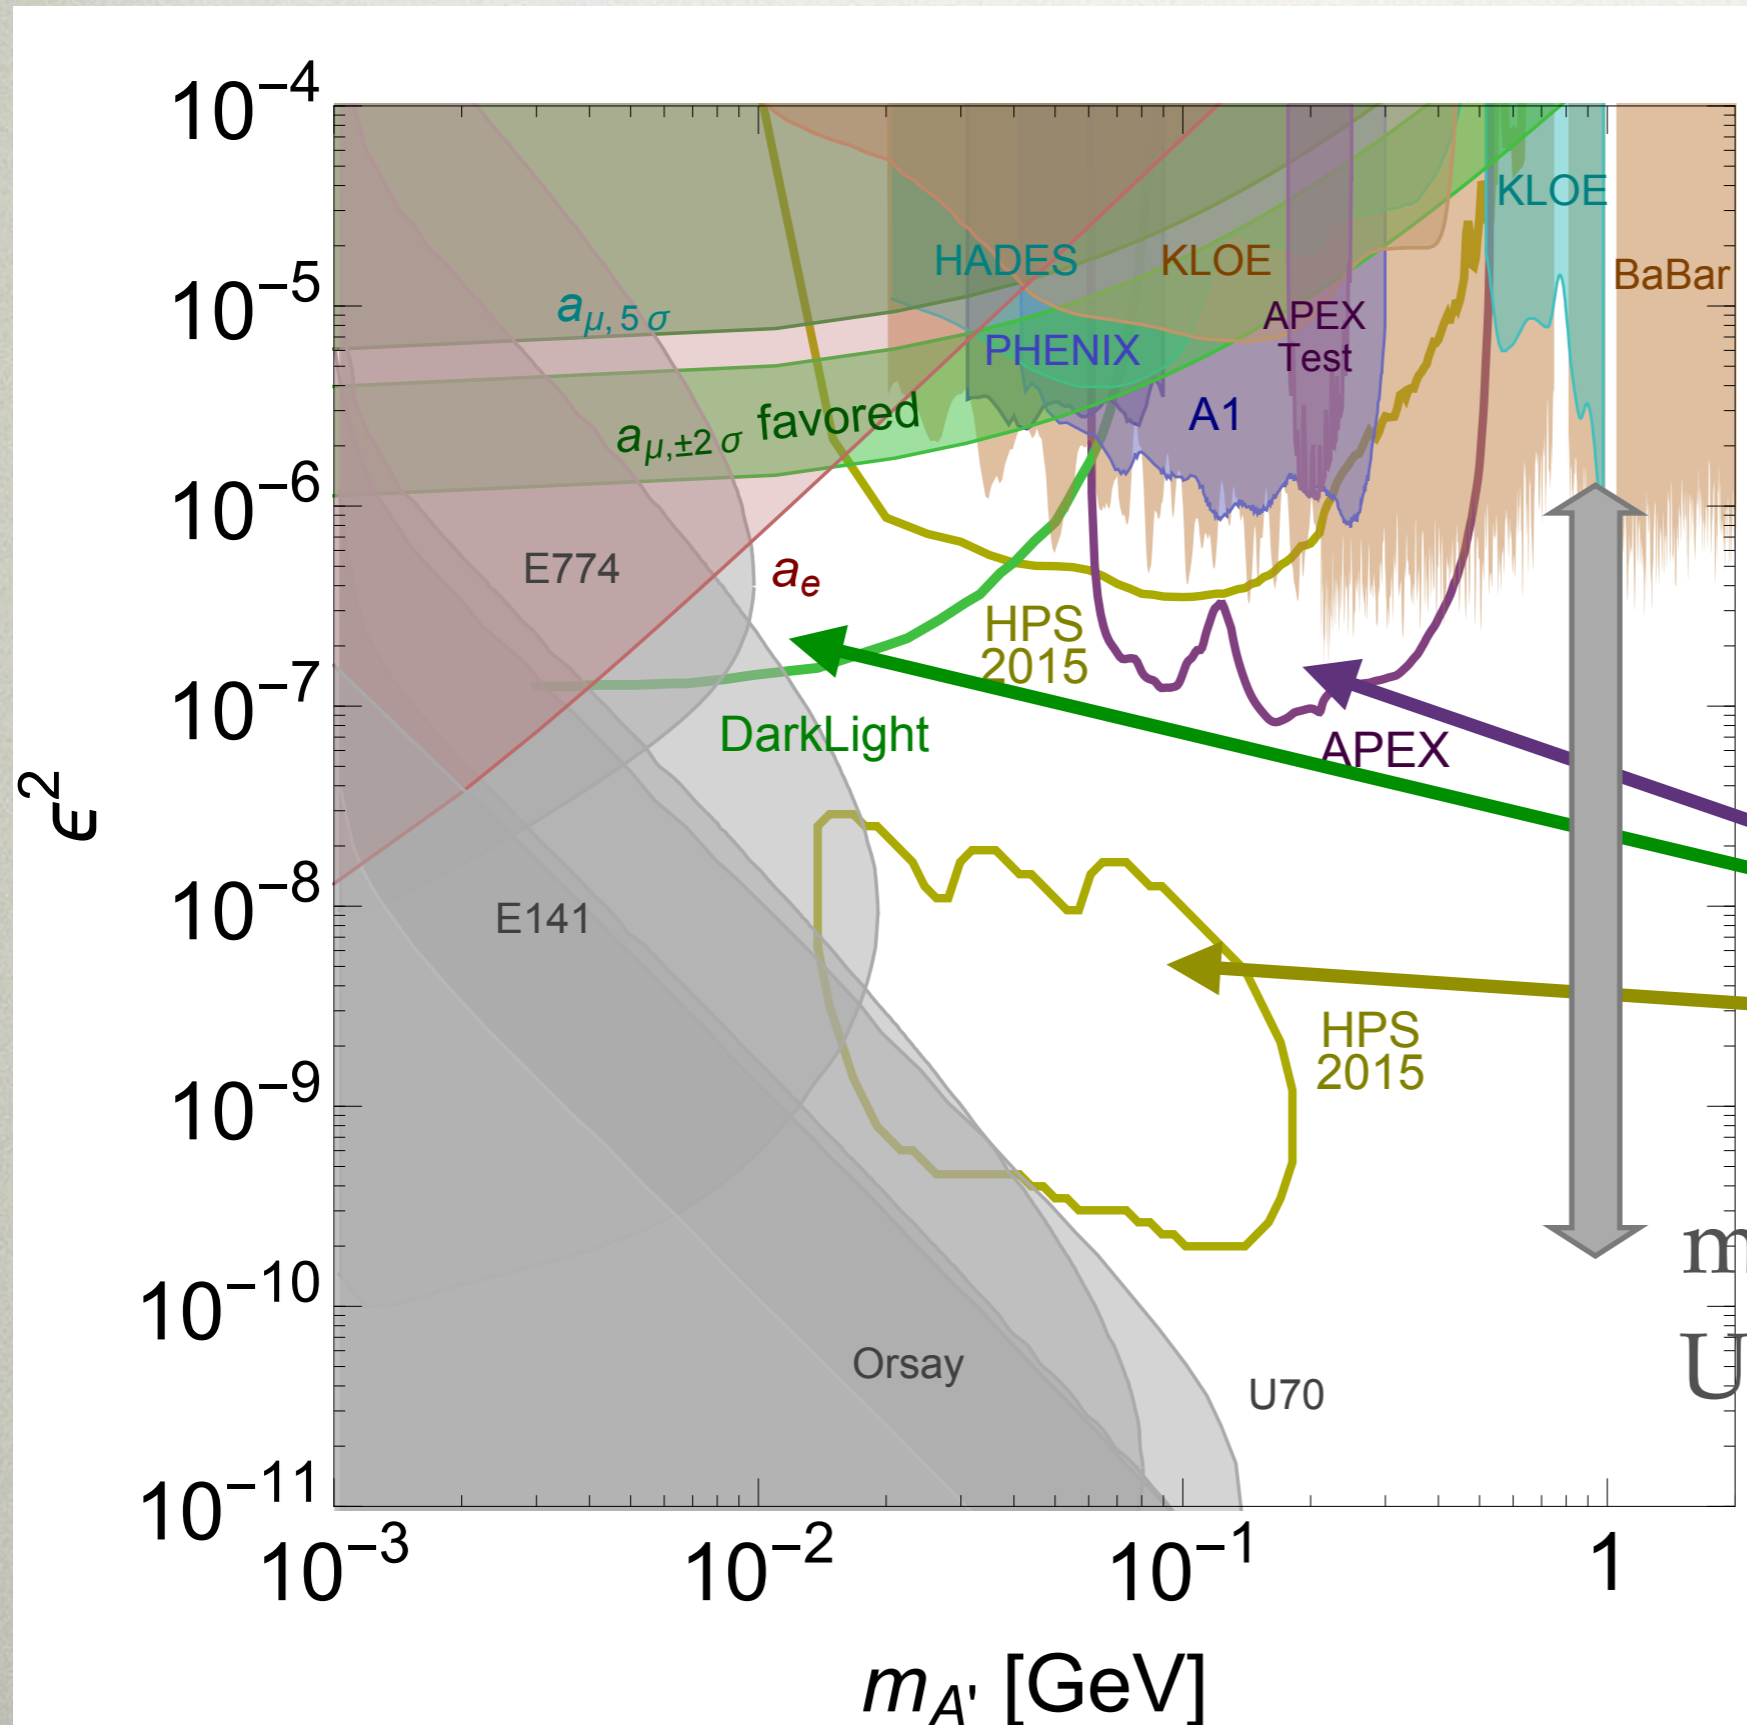 10⁻⁴
10⁻⁵
10⁻⁶
10⁻⁷
10⁻⁸
10⁻⁹
10⁻¹⁰
10⁻¹¹
ϵ²
KLOE
HADES
KLOE
BaBar
a_μ, 5 σ
APEX
Test
PHENIX
a_μ,±2 σ favored
A1
E774
a_e
HPS
2015
DarkLight
APEX
E141
HPS
2015
m
U
Orsay
U70
10⁻³
10⁻²
10⁻¹
1
m_A' [GeV]